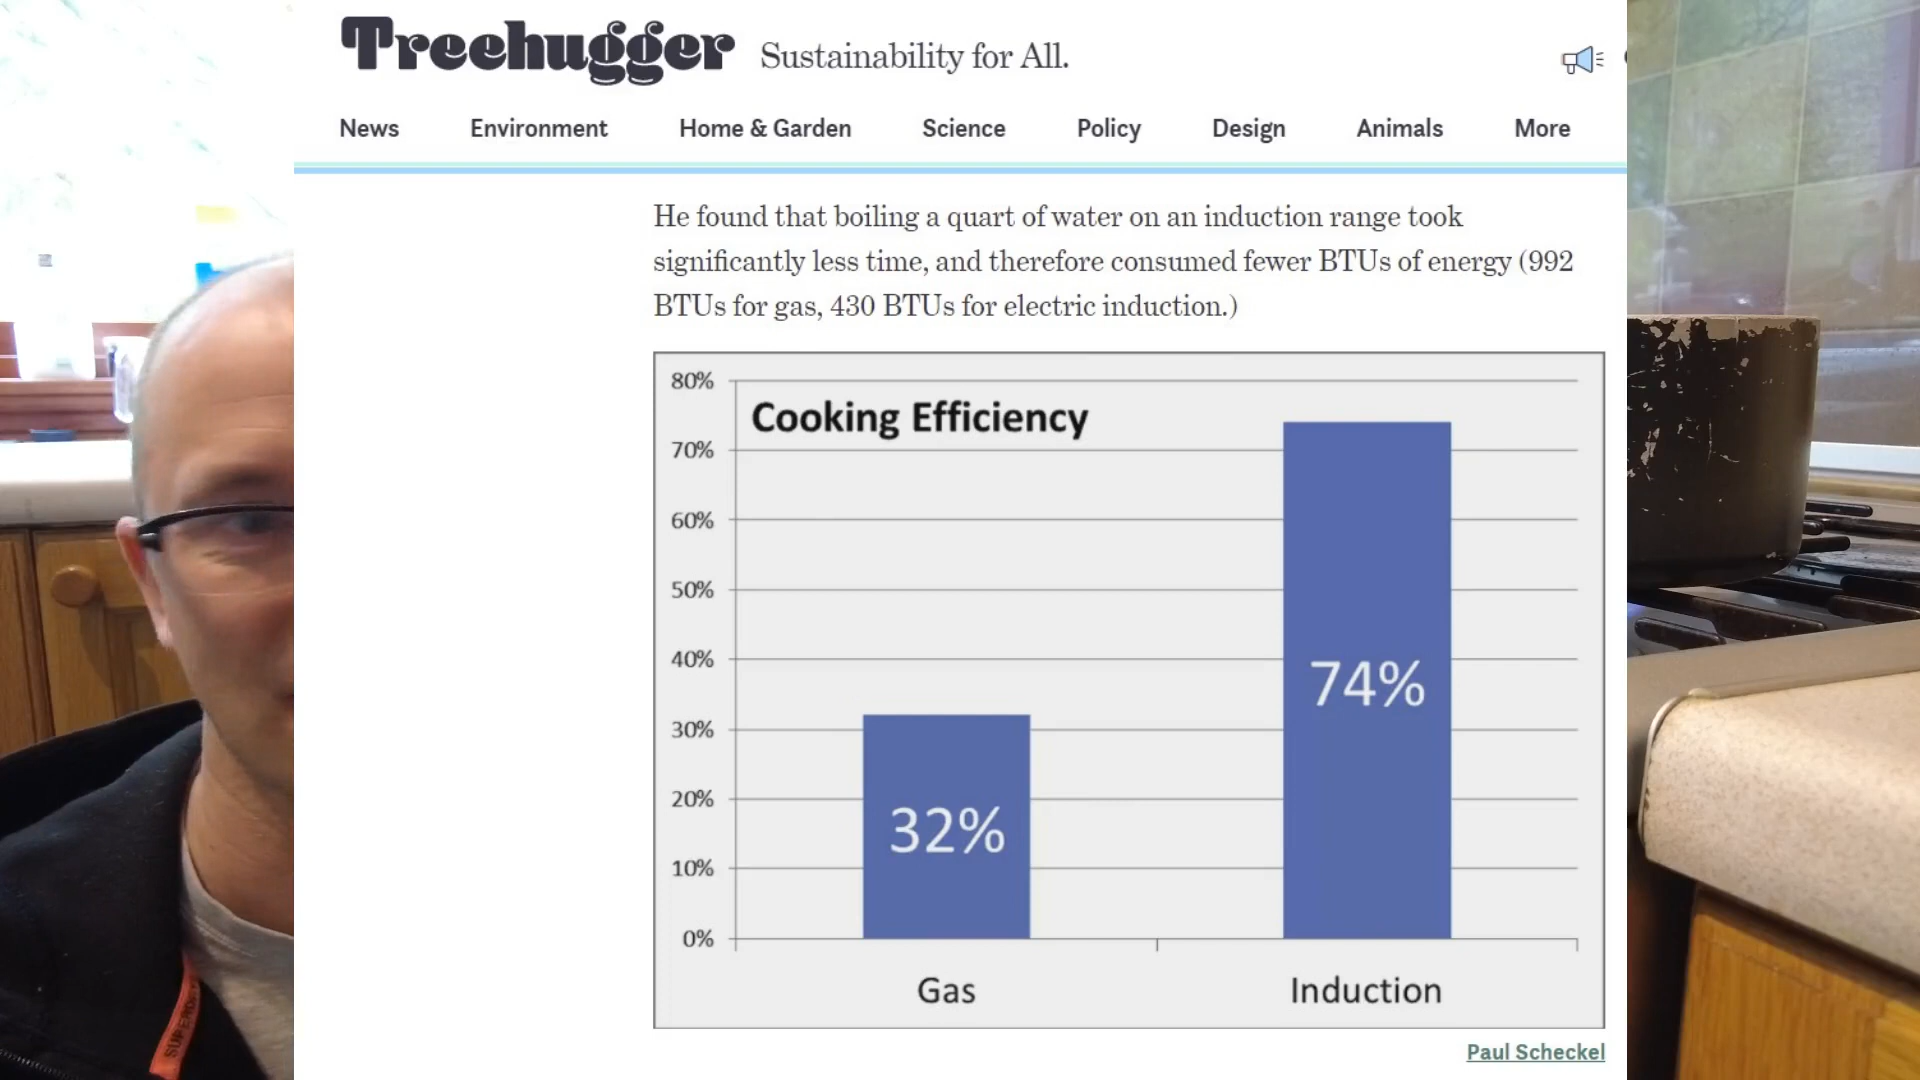 Treehugger Sustainability for All.
News Environment Home & Garden Science Policy Design Animals More
He found that boiling a quart of water on an induction range took
significantly less time, and therefore consumed fewer BTUs of energy (992
BTUs for gas, 430 BTUs for electric induction.)
Cooking Efficiency
80%
70%
60%
50%
40%
30%
20%
10%
0%
32%
74%
Gas Induction
Paul Scheckel